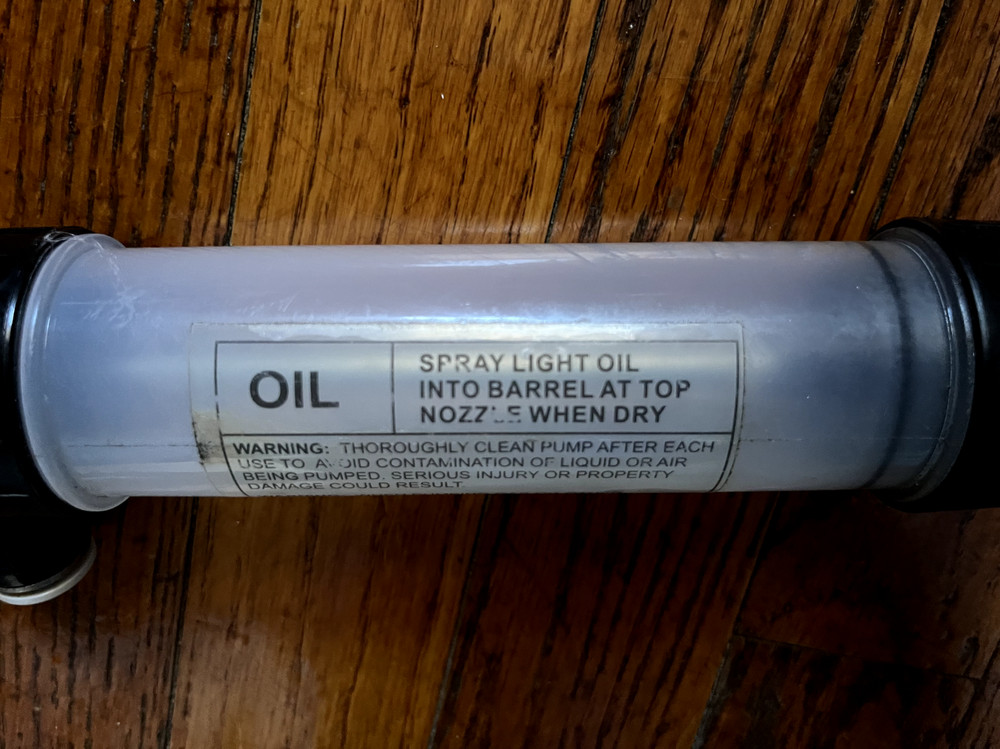 OIL
SPRAY LIGHT OIL
INTO BARREL AT TOP
NOZZLE WHEN DRY
WARNING: THOROUGHLY CLEAN PUMP AFTER EACH
USE TO AVOID CONTAMINATION OF LIQUID OR AIR
BEING PUMPED. SERIOUS INJURY OR PROPERTY
DAMAGE COULD RESULT.